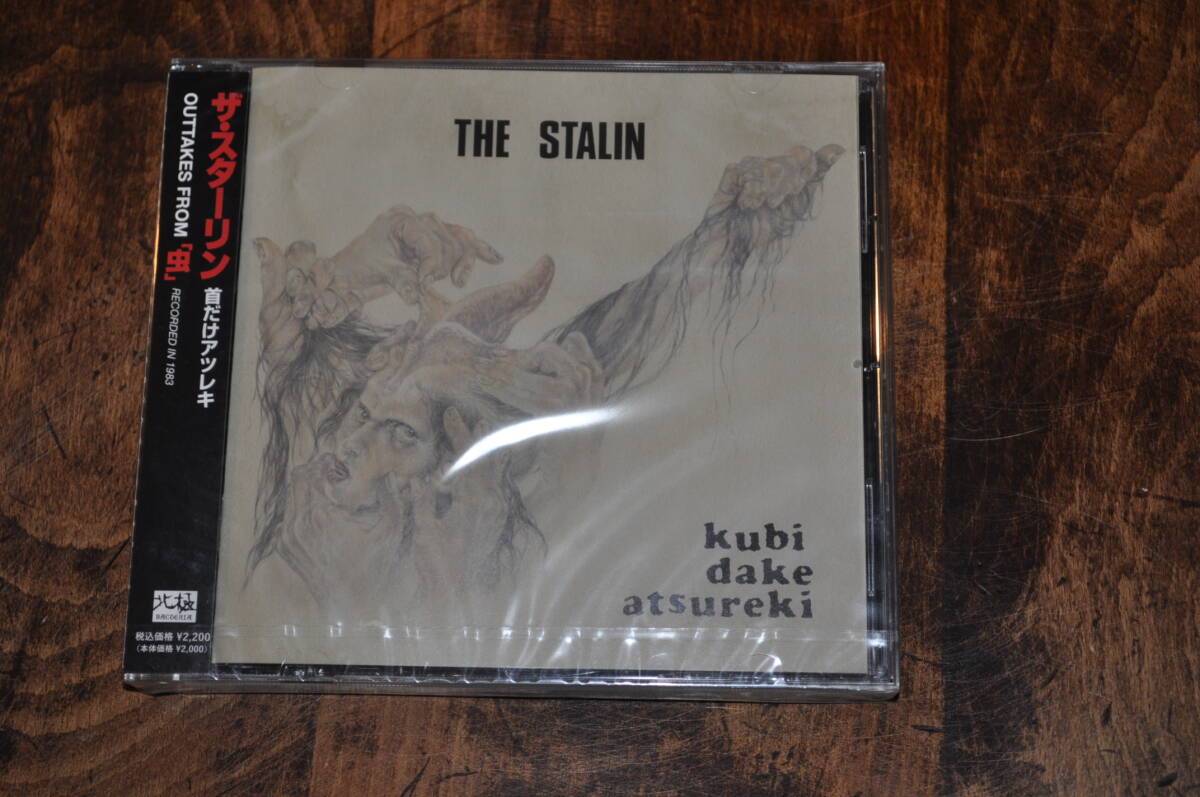 THE STALIN
kubi
dake
atsureki
ザ・スターリン 首だけアツレキ
OUTTAKES FROM「虫」 RECORDED IN 1983
北極
BACTERIA
税込価格 ¥2,200
(本体価格 ¥2,000)